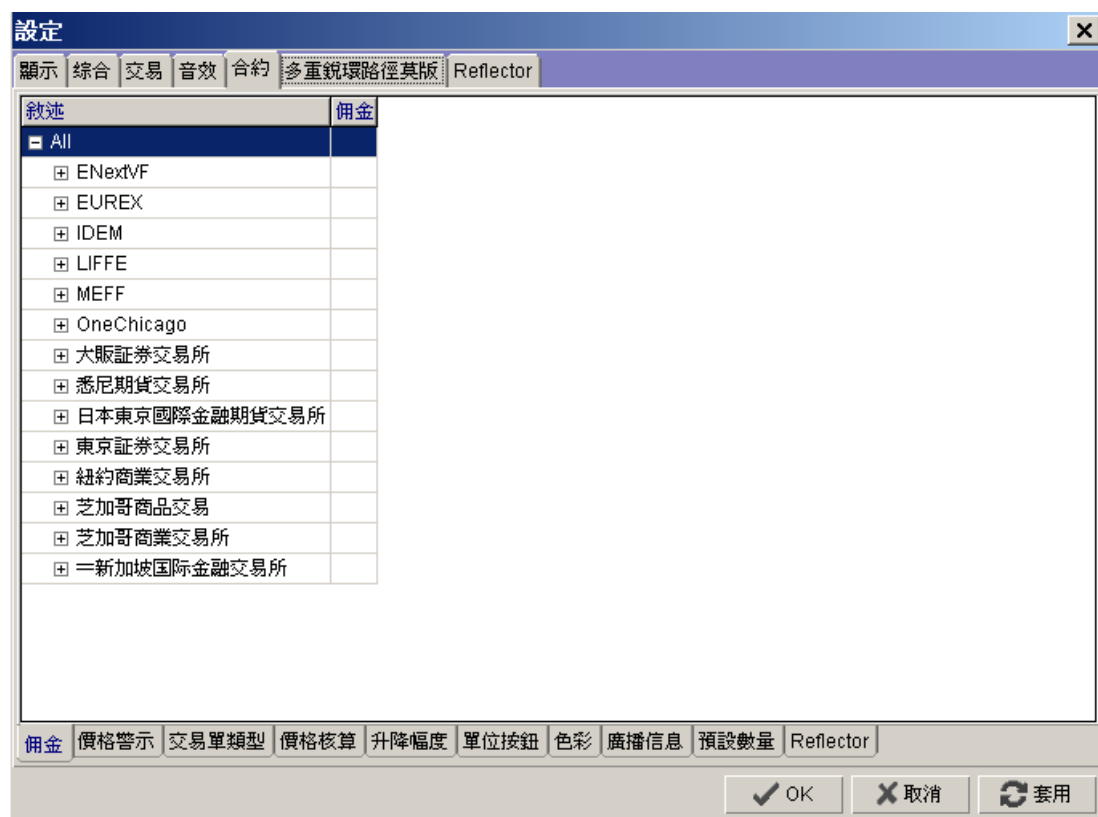 設定
顯示 綜合 交易 音效 合約 多重銳環路徑莫版 Reflector
敘述 佣金
All
ENextVF
EUREX
IDEM
LIFFE
MEFF
OneChicago
大販証券交易所
悉尼期貨交易所
日本東京國際金融期貨交易所
東京証券交易所
紐約商業交易所
芝加哥商品交易
芝加哥商業交易所
=新加坡国际金融交易所
佣金 價格警示 交易單類型 價格核算 升降幅度 單位按鈕 色彩 廣播信息 預設數量 Reflector
OK 取消 套用